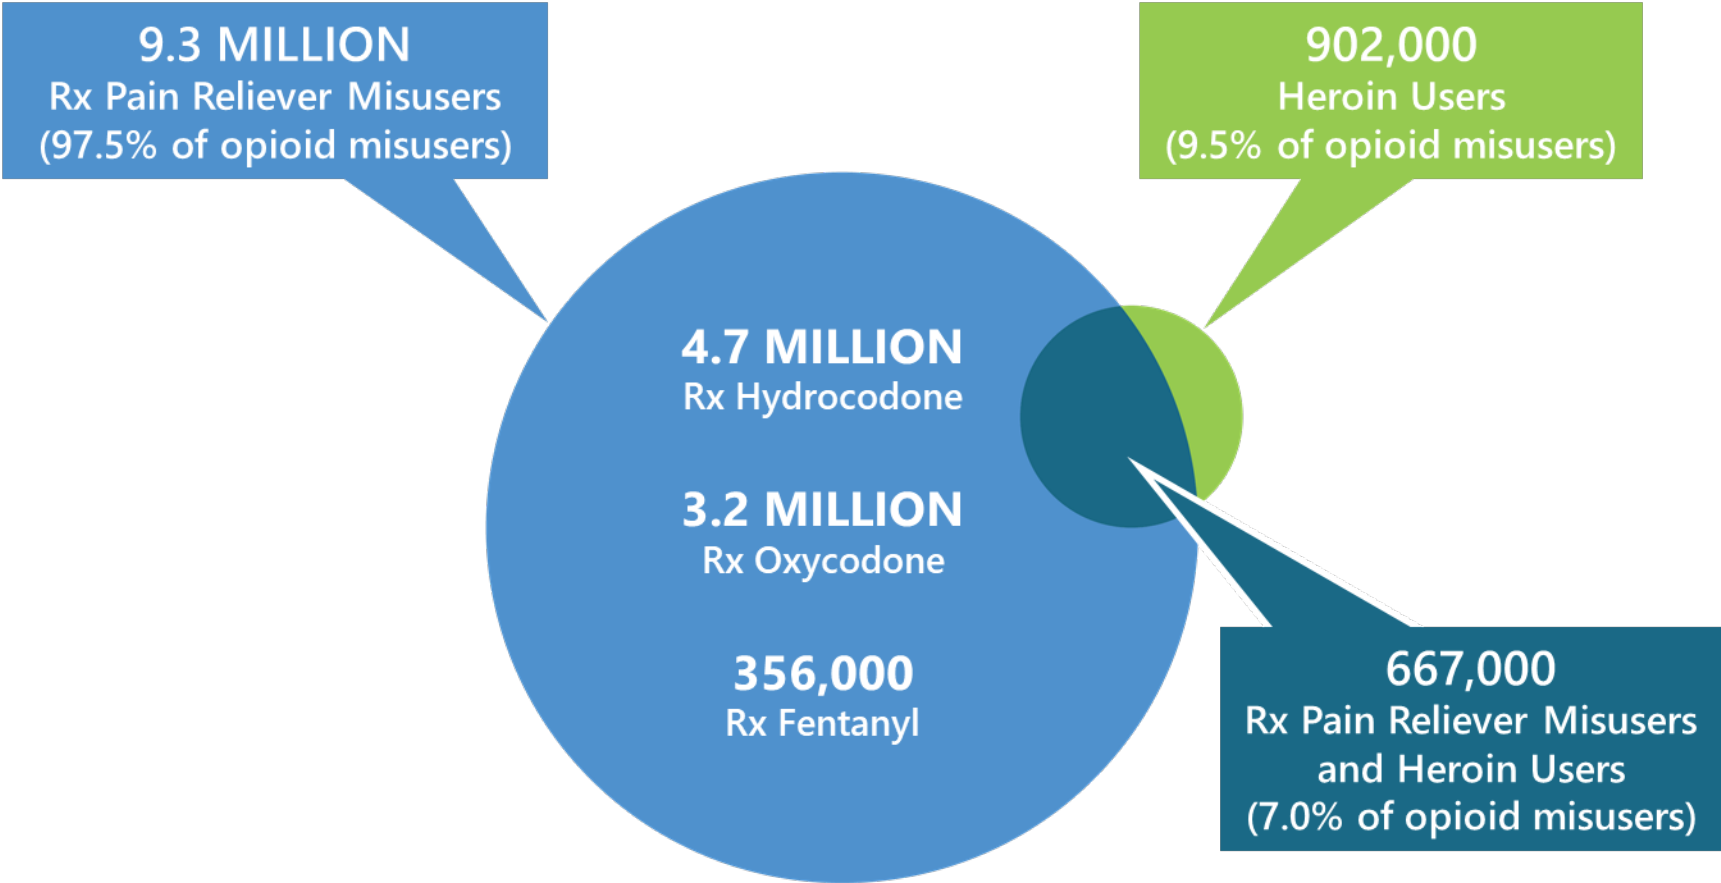 9.3 MILLION
Rx Pain Reliever Misusers
(97.5% of opioid misusers)
902,000
Heroin Users
(9.5% of opioid misusers)
4.7 MILLION
Rx Hydrocodone
3.2 MILLION
Rx Oxycodone
356,000
Rx Fentanyl
667,000
Rx Pain Reliever Misusers
and Heroin Users
(7.0% of opioid misusers)